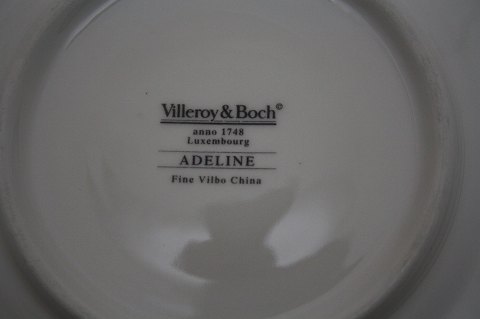 Villeroy & Boch©
anno 1748
Luxembourg
ADELINE
Fine Vilbo China